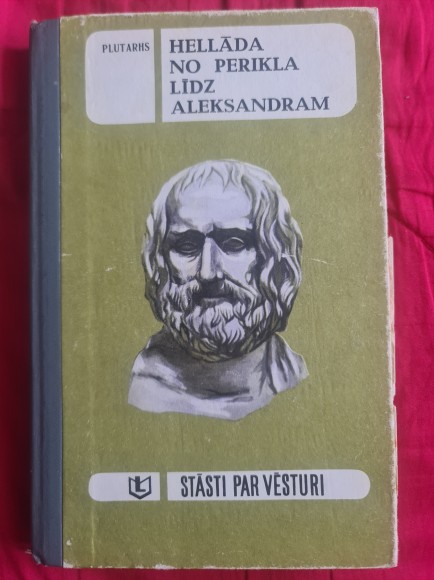 PLUTARHS
HELLĀDA
NO PERIKLA
LĪDZ
ALEKSANDRAM
STĀSTI PAR VĒSTURI